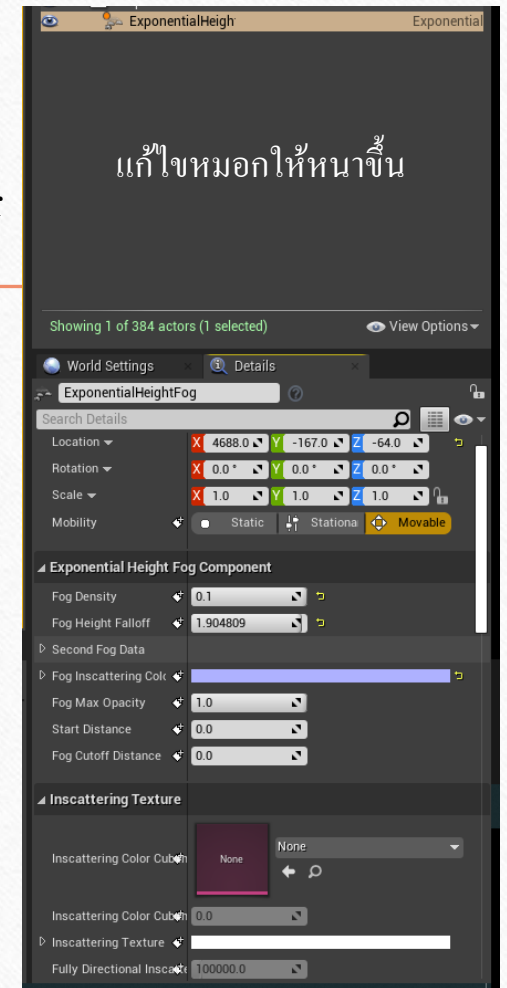 ExponentialHeigh Exponential
แก้ไขหมอกให้หนาขึ้น
Showing 1 of 384 actors (1 selected) View Options
World Settings Details
ExponentialHeightFog
Search Details
Location X 4688.0 Y -167.0 Z -64.0
Rotation X 0.0 ° Y 0.0 ° Z 0.0 °
Scale X 1.0 Y 1.0 Z 1.0
Mobility Static Stationa Movable
Exponential Height Fog Component
Fog Density 0.1
Fog Height Falloff 1.904809
Second Fog Data
Fog Inscattering Colo
Fog Max Opacity 1.0
Start Distance 0.0
Fog Cutoff Distance 0.0
Inscattering Texture
None
Inscattering Color Cubem None
Inscattering Color Cubem 0.0
Inscattering Texture
Fully Directional Inscatte 100000.0